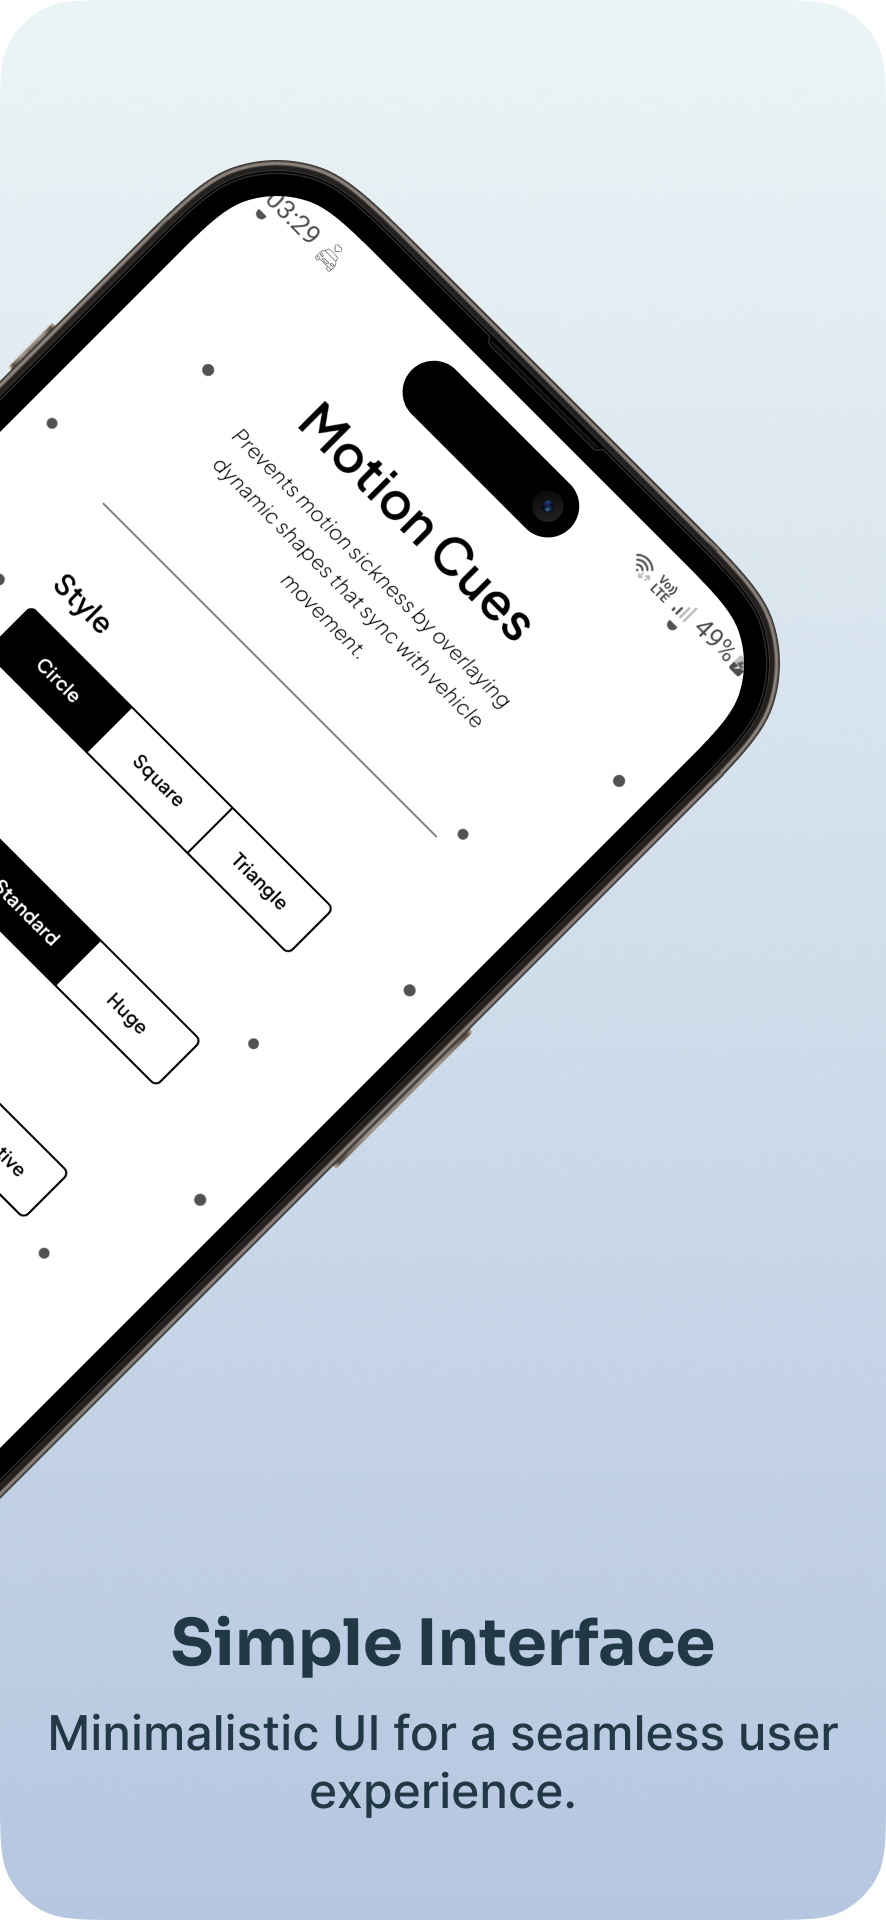 03:29
Vo))
LTE
49%
Motion Cues
Prevents motion sickness by overlaying
dynamic shapes that sync with vehicle
movement.
Style
Circle
Square
Triangle
Standard
Huge
tive
Simple Interface
Minimalistic UI for a seamless user
experience.